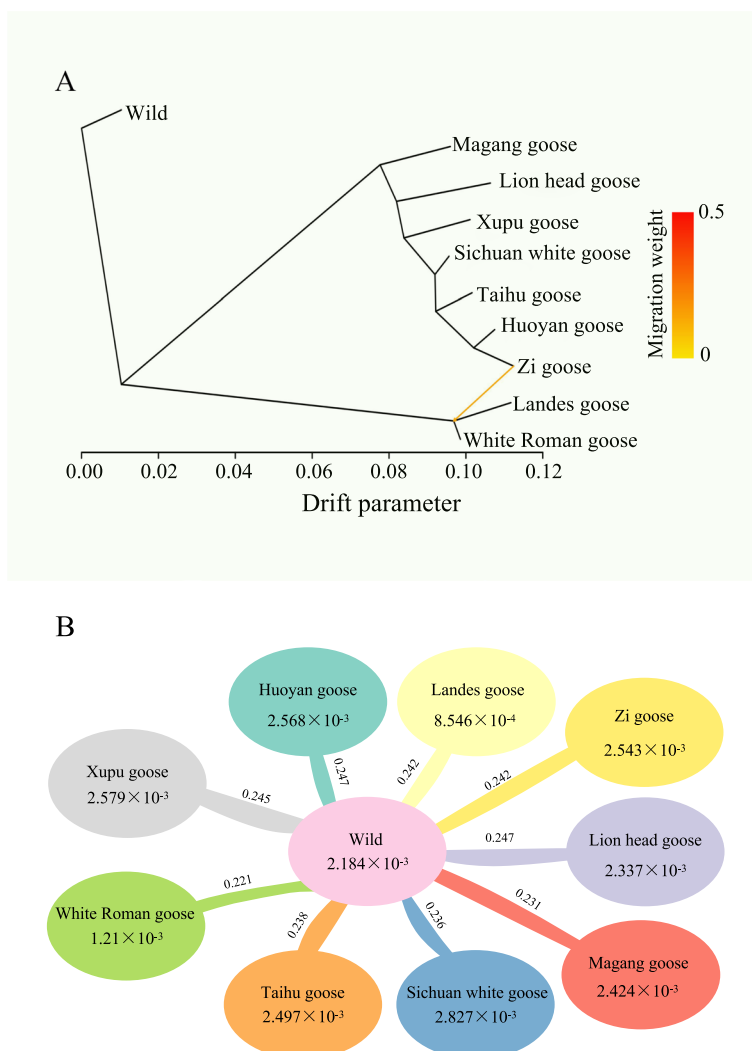 A
Wild
Magang goose
Lion head goose
Xupu goose
Sichuan white goose
Taihu goose
Huoyan goose
Zi goose
Landes goose
White Roman goose
Migration weight
0.5
0
0.00 0.02 0.04 0.06 0.08 0.10 0.12
Drift parameter
B
Huoyan goose
2.568×10⁻³
Landes goose
8.546×10⁻⁴
Zi goose
2.543×10⁻³
Xupu goose
2.579×10⁻³
0.247
0.242
0.242
0.245
Wild
2.184×10⁻³
0.247
Lion head goose
2.337×10⁻³
0.221
White Roman goose
1.21×10⁻³
0.238
0.236
0.231
Taihu goose
2.497×10⁻³
Sichuan white goose
2.827×10⁻³
Magang goose
2.424×10⁻³